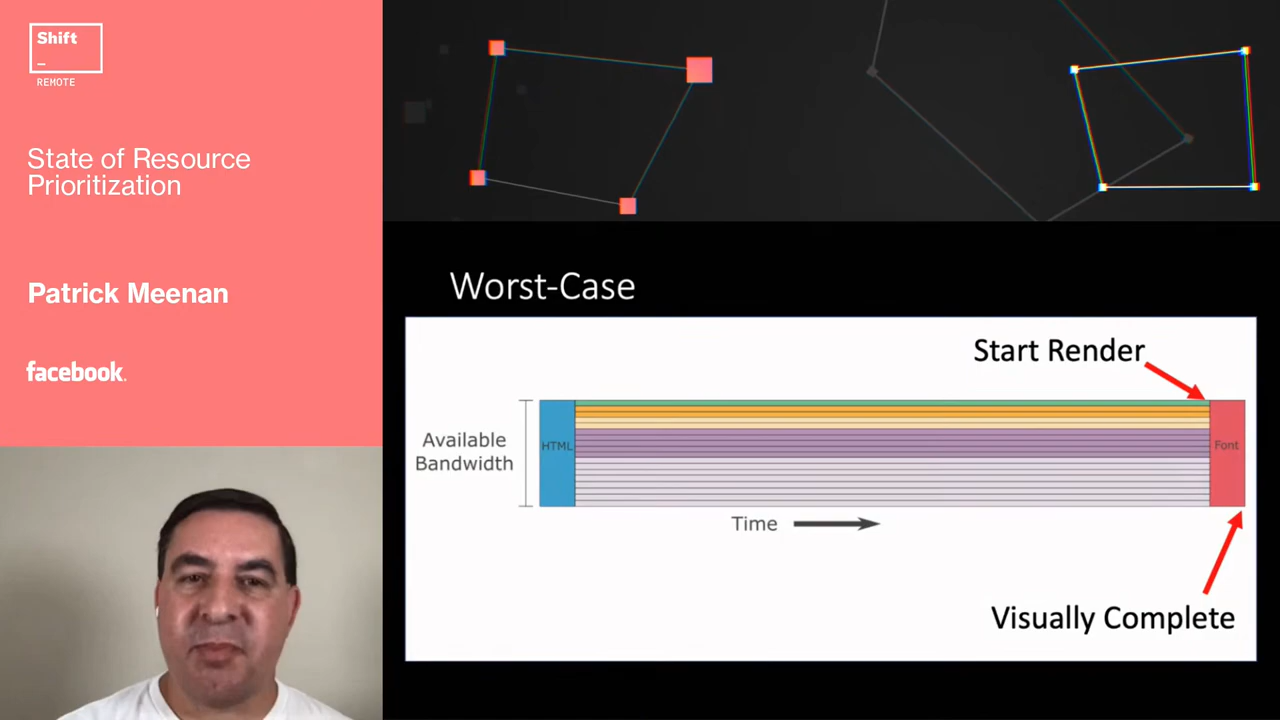 Shift
_
REMOTE
State of Resource
Prioritization
Patrick Meenan
facebook.
Worst-Case
Start Render
Available
Bandwidth
HTML
Font
Time
Visually Complete